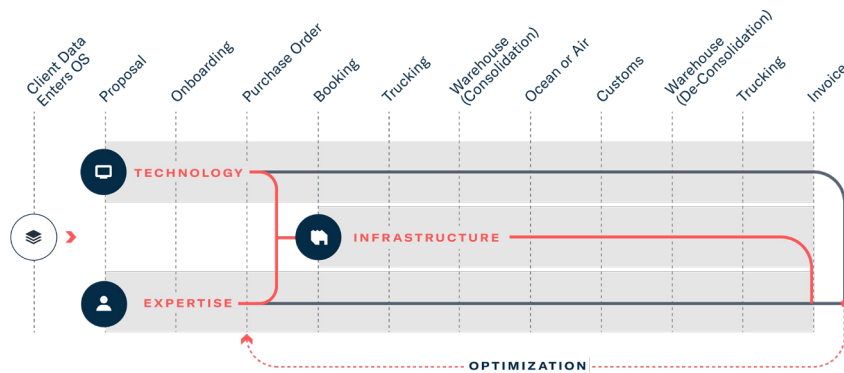 Client Data
Enters OS
Proposal
Onboarding
Purchase Order
Booking
Trucking
Warehouse
(Consolidation)
Ocean or Air
Customs
Warehouse
(De-Consolidation)
Trucking
Invoice
TECHNOLOGY
INFRASTRUCTURE
EXPERTISE
OPTIMIZATION